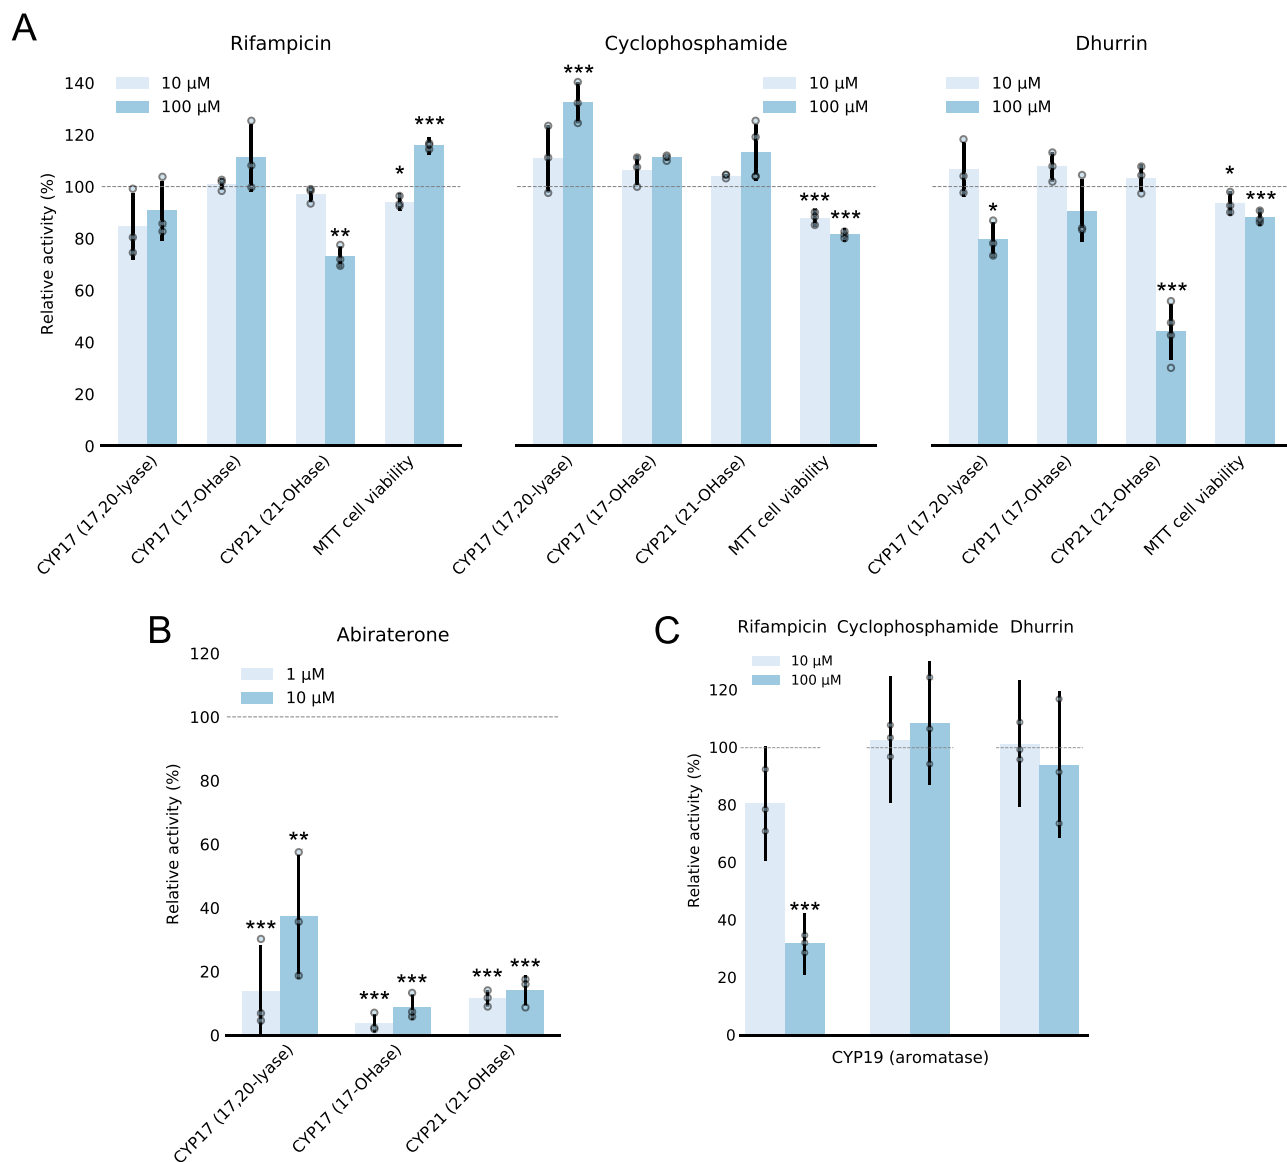 A
Rifampicin
Cyclophosphamide
Dhurrin
10 μM
100 μM
10 μM
100 μM
10 μM
100 μM
Relative activity (%)
140
120
100
80
60
40
20
0
***
*
**
***
***
***
*
***
*
***
CYP17 (17,20-lyase)
CYP17 (17-OHase)
CYP21 (21-OHase)
MTT cell viability
CYP17 (17,20-lyase)
CYP17 (17-OHase)
CYP21 (21-OHase)
MTT cell viability
CYP17 (17,20-lyase)
CYP17 (17-OHase)
CYP21 (21-OHase)
MTT cell viability
B
Abiraterone
1 μM
10 μM
Relative activity (%)
120
100
80
60
40
20
0
***
**
***
***
***
***
CYP17 (17,20-lyase)
CYP17 (17-OHase)
CYP21 (21-OHase)
C
Rifampicin Cyclophosphamide Dhurrin
10 μM
100 μM
Relative activity (%)
120
100
80
60
40
20
0
***
CYP19 (aromatase)